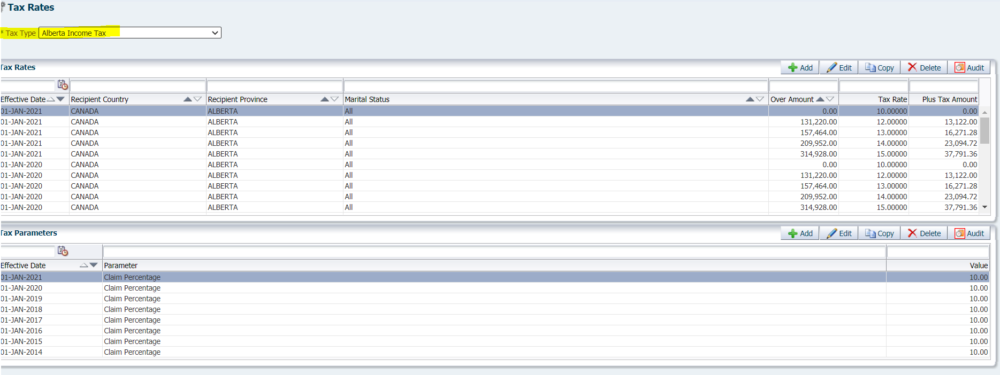 Tax Rates
* Tax Type Alberta Income Tax
Tax Rates Add Edit Copy Delete Audit
Effective Date Recipient Country Recipient Province Marital Status Over Amount Tax Rate Plus Tax Amount
01-JAN-2021 CANADA ALBERTA All 0.00 10.00000 0.00
01-JAN-2021 CANADA ALBERTA All 131,220.00 12.00000 13,122.00
01-JAN-2021 CANADA ALBERTA All 157,464.00 13.00000 16,271.28
01-JAN-2021 CANADA ALBERTA All 209,952.00 14.00000 23,094.72
01-JAN-2021 CANADA ALBERTA All 314,928.00 15.00000 37,791.36
01-JAN-2020 CANADA ALBERTA All 0.00 10.00000 0.00
01-JAN-2020 CANADA ALBERTA All 131,220.00 12.00000 13,122.00
01-JAN-2020 CANADA ALBERTA All 157,464.00 13.00000 16,271.28
01-JAN-2020 CANADA ALBERTA All 209,952.00 14.00000 23,094.72
01-JAN-2020 CANADA ALBERTA All 314,928.00 15.00000 37,791.36
Tax Parameters Add Edit Copy Delete Audit
Effective Date Parameter Value
01-JAN-2021 Claim Percentage 10.00
01-JAN-2020 Claim Percentage 10.00
01-JAN-2019 Claim Percentage 10.00
01-JAN-2018 Claim Percentage 10.00
01-JAN-2017 Claim Percentage 10.00
01-JAN-2016 Claim Percentage 10.00
01-JAN-2015 Claim Percentage 10.00
01-JAN-2014 Claim Percentage 10.00